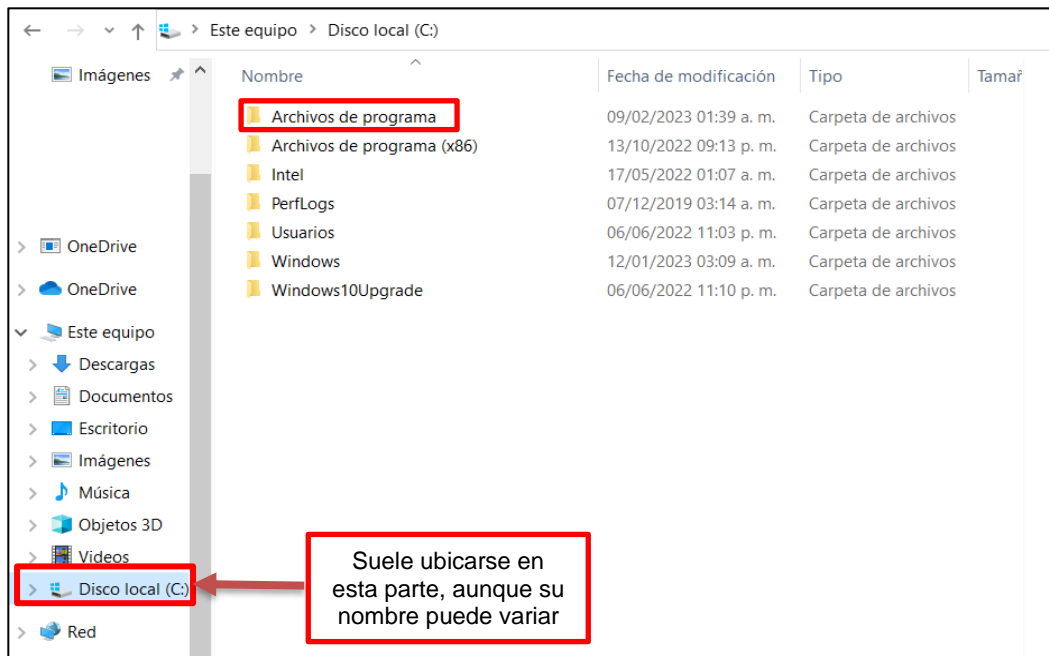 Este equipo > Disco local (C:)
Imágenes
Nombre Fecha de modificación Tipo Tamañ
Archivos de programa 09/02/2023 01:39 a. m. Carpeta de archivos
Archivos de programa (x86) 13/10/2022 09:13 p. m. Carpeta de archivos
Intel 17/05/2022 01:07 a. m. Carpeta de archivos
PerfLogs 07/12/2019 03:14 a. m. Carpeta de archivos
Usuarios 06/06/2022 11:03 p. m. Carpeta de archivos
Windows 12/01/2023 03:09 a. m. Carpeta de archivos
Windows10Upgrade 06/06/2022 11:10 p. m. Carpeta de archivos
OneDrive
OneDrive
Este equipo
Descargas
Documentos
Escritorio
Imágenes
Música
Objetos 3D
Videos
Disco local (C:)
Red
Suele ubicarse en
esta parte, aunque su
nombre puede variar